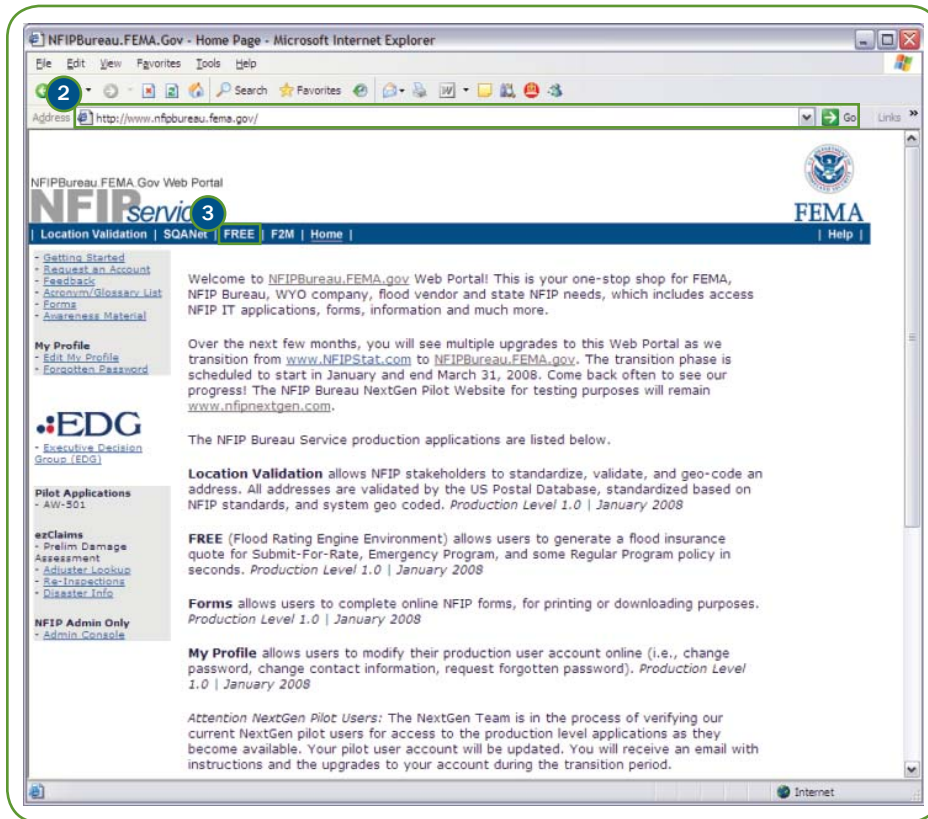 NFIPBureau.FEMA.Gov - Home Page - Microsoft Internet Explorer
File Edit View Favorites Tools Help
2 Search Favorites
Address http://www.nfipbureau.fema.gov/ Go Links »
NFIPBureau.FEMA.Gov Web Portal
NFIP
3
FEMA
| Location Validation | SQANet | FREE | F2M | Home | | Help |
- Getting Started
- Request an Account
- Feedback
- Acronym/Glossary List
- Forms
- Awareness Material
My Profile
- Edit My Profile
- Forgotten Password
EDG
- Executive Decision
Group (EDG)
Pilot Applications
- AW-501
ezClaims
- Prelim Damage
Assessment
- Adjuster Lookup
- Re-Inspections
- Disaster Info
NFIP Admin Only
- Admin Console
Welcome to NFIPBureau.FEMA.gov Web Portal! This is your one-stop shop for FEMA,
NFIP Bureau, WYO company, flood vendor and state NFIP needs, which includes access
NFIP IT applications, forms, information and much more.
Over the next few months, you will see multiple upgrades to this Web Portal as we
transition from www.NFIPStat.com to NFIPBureau.FEMA.gov. The transition phase is
scheduled to start in January and end March 31, 2008. Come back often to see our
progress! The NFIP Bureau NextGen Pilot Website for testing purposes will remain
www.nfipnextgen.com.
The NFIP Bureau Service production applications are listed below.
Location Validation allows NFIP stakeholders to standardize, validate, and geo-code an
address. All addresses are validated by the US Postal Database, standardized based on
NFIP standards, and system geo coded. Production Level 1.0 | January 2008
FREE (Flood Rating Engine Environment) allows users to generate a flood insurance
quote for Submit-For-Rate, Emergency Program, and some Regular Program policy in
seconds. Production Level 1.0 | January 2008
Forms allows users to complete online NFIP forms, for printing or downloading purposes.
Production Level 1.0 | January 2008
My Profile allows users to modify their production user account online (i.e., change
password, change contact information, request forgotten password). Production Level
1.0 | January 2008
Attention NextGen Pilot Users: The NextGen Team is in the process of verifying our
current NextGen pilot users for access to the production level applications as they
become available. Your pilot user account will be updated. You will receive an email with
instructions and the upgrades to your account during the transition period.
Internet